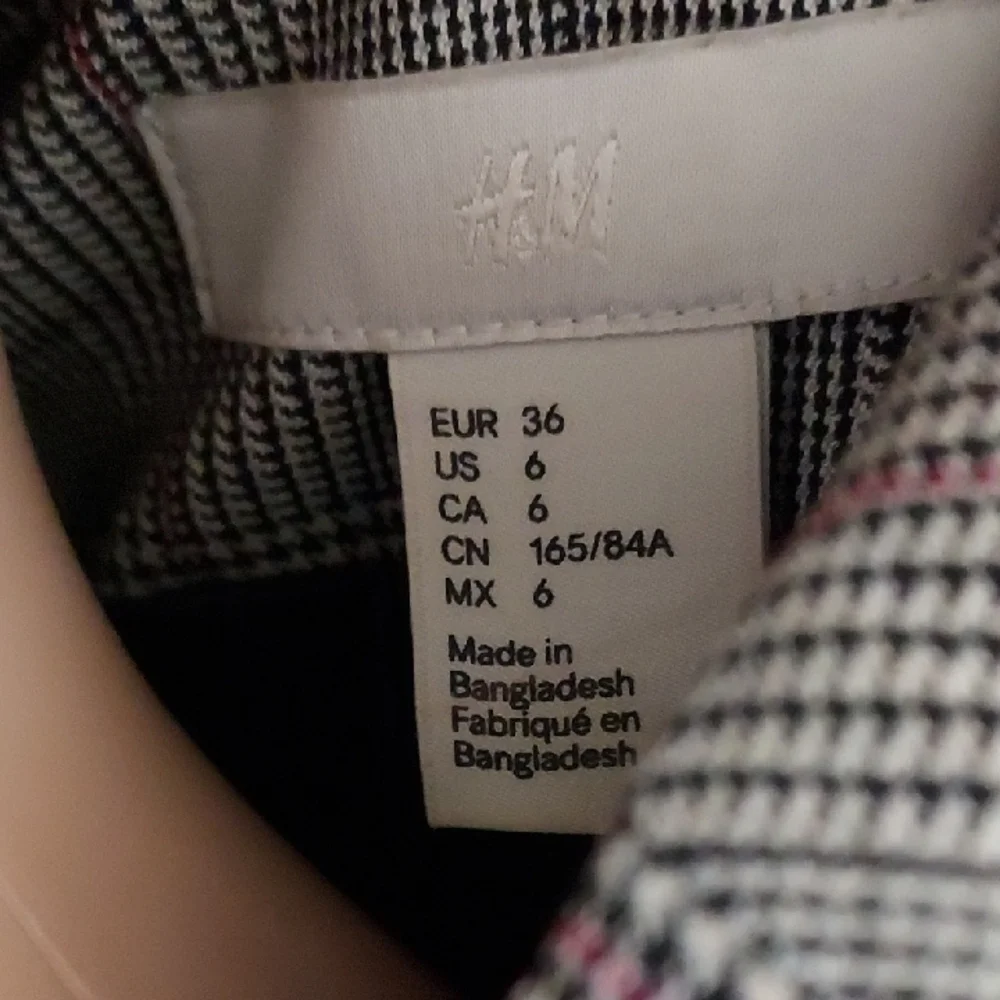 H&M
EUR 36
US 6
CA 6
CN 165/84A
MX 6
Made in
Bangladesh
Fabriqué en
Bangladesh